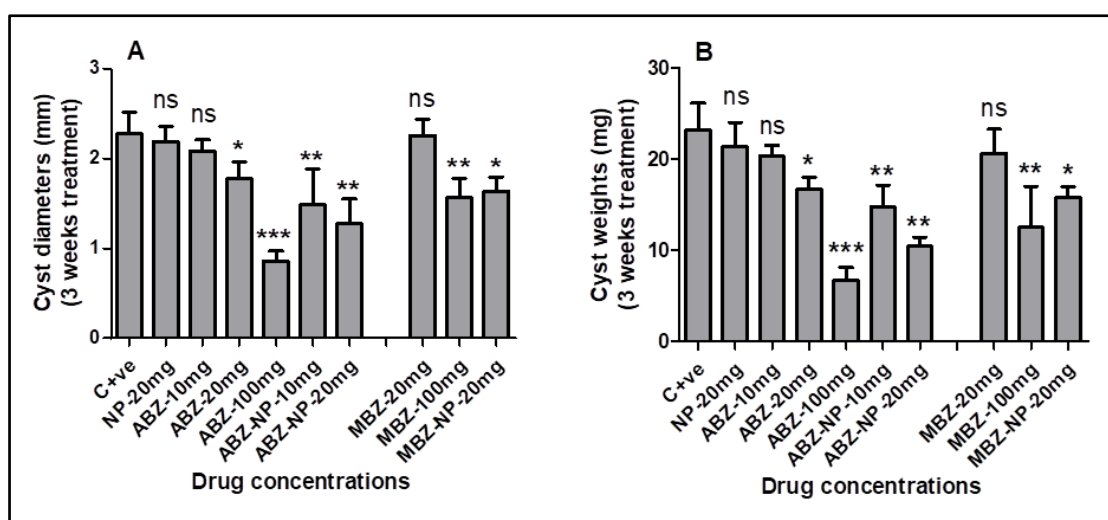 A
Cyst diameters (mm)
(3 weeks treatment)
3
2
1
0
ns
ns
*
***
**
**
ns
**
*
C+ve
NP-20mg
ABZ-10mg
ABZ-20mg
ABZ-100mg
ABZ-NP-10mg
ABZ-NP-20mg
MBZ-20mg
MBZ-100mg
MBZ-NP-20mg
Drug concentrations
B
Cyst weights (mg)
(3 weeks treatment)
30
20
10
0
ns
ns
*
***
**
**
ns
**
*
C+ve
NP-20mg
ABZ-10mg
ABZ-20mg
ABZ-100mg
ABZ-NP-10mg
ABZ-NP-20mg
MBZ-20mg
MBZ-100mg
MBZ-NP-20mg
Drug concentrations